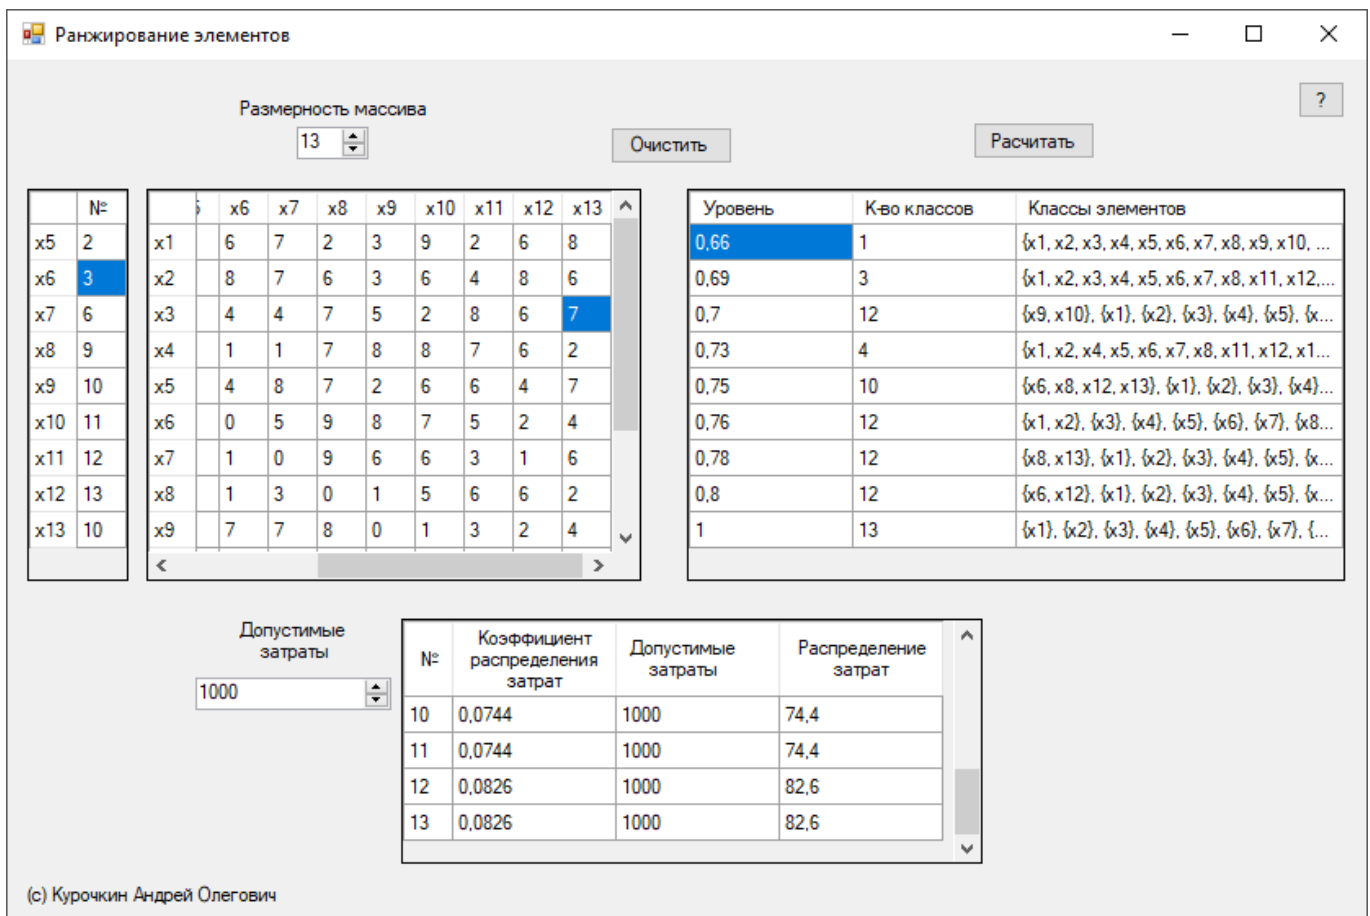 Ранжирование элементов
?
Размерность массива
13
Очистить
Расчитать
№
x5 2
x6 3
x7 6
x8 9
x9 10
x10 11
x11 12
x12 13
x13 10
x6 x7 x8 x9 x10 x11 x12 x13
x1 6 7 2 3 9 2 6 8
x2 8 7 6 3 6 4 8 6
x3 4 4 7 5 2 8 6 7
x4 1 1 7 8 8 7 6 2
x5 4 8 7 2 6 6 4 7
x6 0 5 9 8 7 5 2 4
x7 1 0 9 6 6 3 1 6
x8 1 3 0 1 5 6 6 2
x9 7 7 8 0 1 3 2 4
Уровень К-во классов Классы элементов
0,66 1 {x1, x2, x3, x4, x5, x6, x7, x8, x9, x10, ...
0,69 3 {x1, x2, x3, x4, x5, x6, x7, x8, x11, x12,...
0,7 12 {x9, x10}, {x1}, {x2}, {x3}, {x4}, {x5}, {x...
0,73 4 {x1, x2, x4, x5, x6, x7, x8, x11, x12, x1...
0,75 10 {x6, x8, x12, x13}, {x1}, {x2}, {x3}, {x4}...
0,76 12 {x1, x2}, {x3}, {x4}, {x5}, {x6}, {x7}, {x8...
0,78 12 {x8, x13}, {x1}, {x2}, {x3}, {x4}, {x5}, {x...
0,8 12 {x6, x12}, {x1}, {x2}, {x3}, {x4}, {x5}, {x...
1 13 {x1}, {x2}, {x3}, {x4}, {x5}, {x6}, {x7}, {...
Допустимые
затраты
1000
№ Коэффициент распределения затрат Допустимые затраты Распределение затрат
10 0,0744 1000 74,4
11 0,0744 1000 74,4
12 0,0826 1000 82,6
13 0,0826 1000 82,6
(c) Курочкин Андрей Олегович